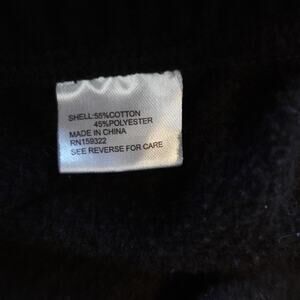 SHELL:55%COTTON
45%POLYESTER
MADE IN CHINA
RN159322
SEE REVERSE FOR CARE